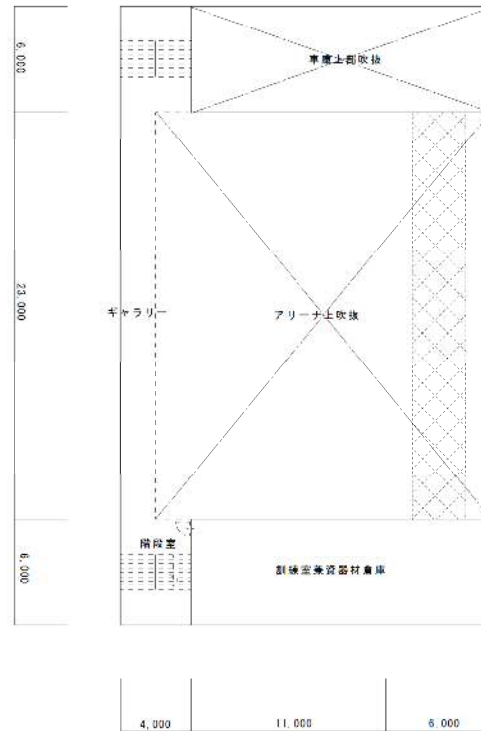 6,000
車庫上部吹抜
23,000
ギャラリー
アリーナ上吹抜
階段室
6,000
訓練室兼資器材倉庫
4,000
11,000
6,000